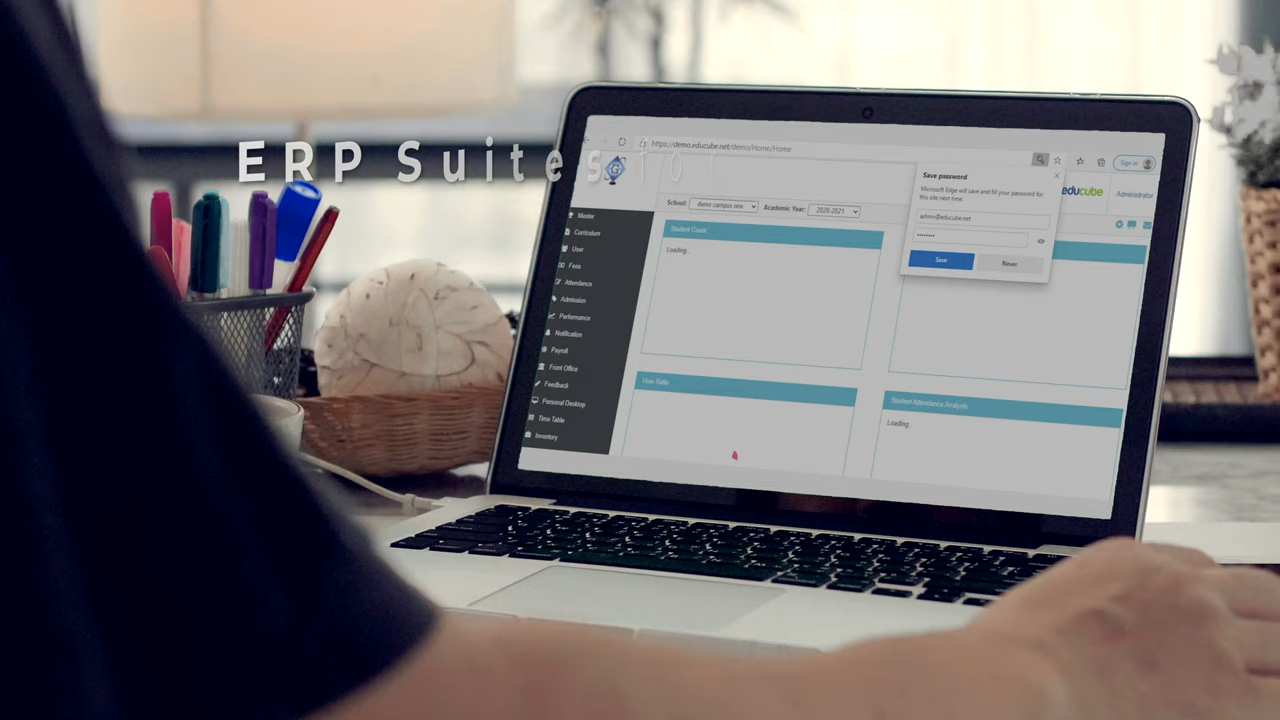 ERP Suites fo
https://demo.educube.net/demo/Home/Home
Sign in
Save password
Microsoft Edge will save and fill your password for
this site next time.
admin@educube.net
••••••••
Save
Never
educube
Administrator
School:
demo campus one
Academic Year:
2020-2021
Master
Curriculum
User
Fees
Attendance
Admission
Performance
Notification
Payroll
Front Office
Feedback
Personal Desktop
Time Table
Inventory
Student Count
Loading..
User Ratio
Student Attendance Analysis
Loading.